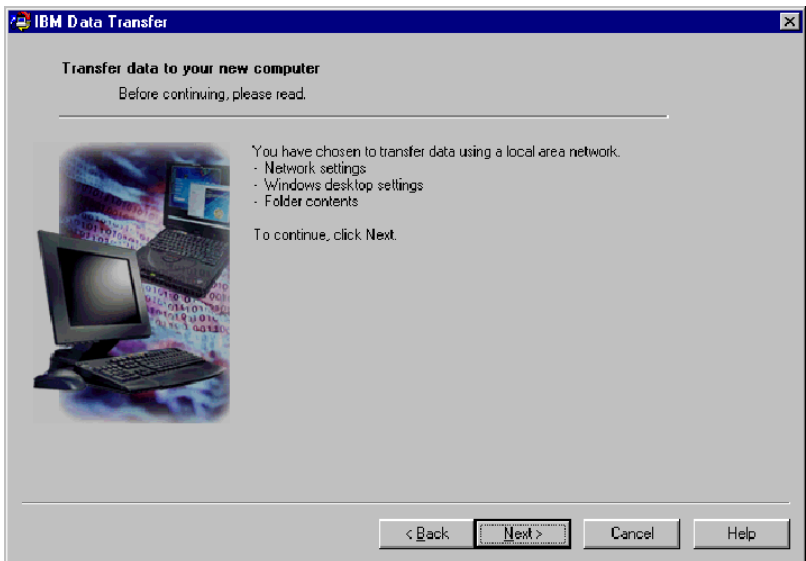 IBM Data Transfer
Transfer data to your new computer
Before continuing, please read.
You have chosen to transfer data using a local area network.
- Network settings
- Windows desktop settings
- Folder contents
To continue, click Next.
< Back Next > Cancel Help